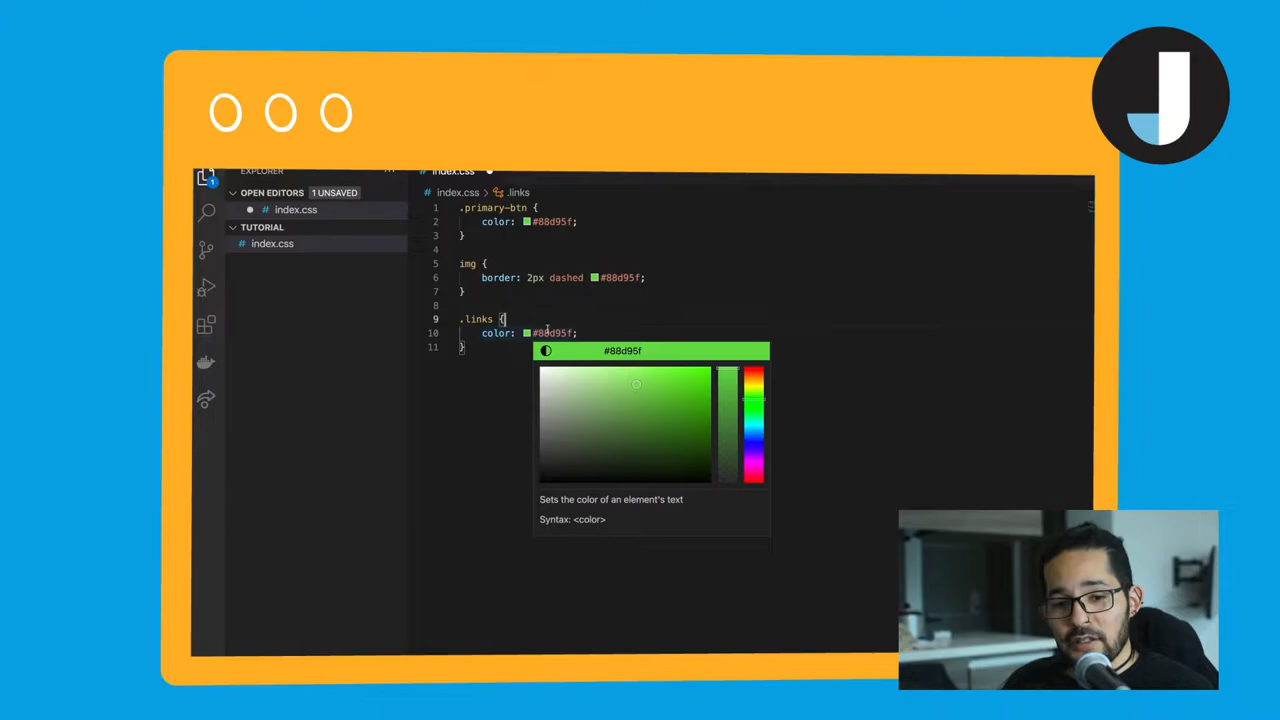 J
EXPLORER
1
OPEN EDITORS 1 UNSAVED
index.css
TUTORIAL
# index.css
index.css
# index.css > .links
1 .primary-btn {
2 color: #88d95f;
3 }
4
5 img {
6 border: 2px dashed #88d95f;
7 }
8
9 .links {
10 color: #88d95f;
11 }
#88d95f
Sets the color of an element's text
Syntax: <color>